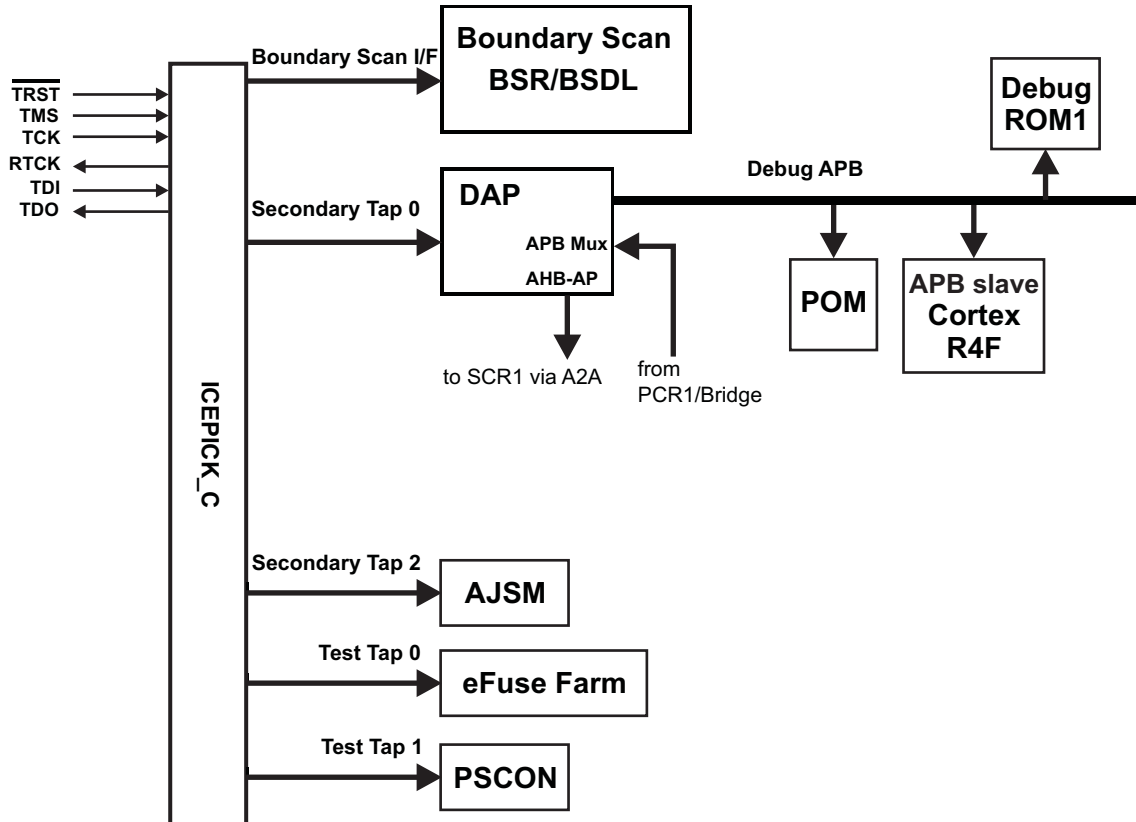 Boundary Scan I/F
Boundary Scan
BSR/BSDL
TRST
TMS
TCK
RTCK
TDI
TDO
Debug
ROM1
Debug APB
Secondary Tap 0
DAP
APB Mux
AHB-AP
POM
APB slave
Cortex
R4F
to SCR1 via A2A
from
PCR1/Bridge
ICEPICK_C
Secondary Tap 2
AJSM
Test Tap 0
eFuse Farm
Test Tap 1
PSCON